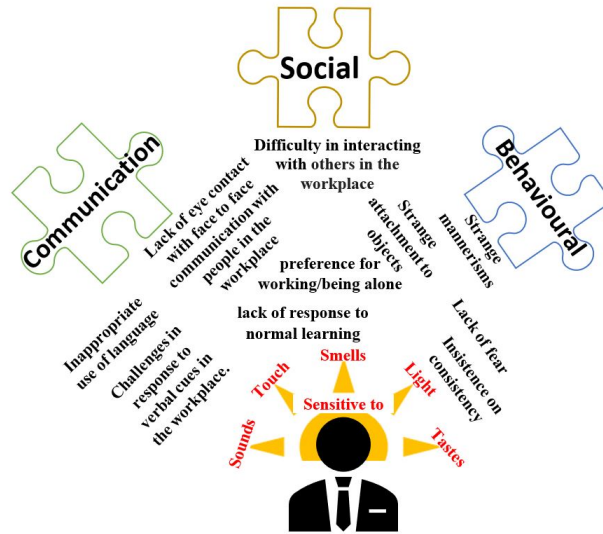 Social
Communication
Behavioural
Difficulty in interacting
with others in the
workplace
Lack of eye contact
with face to face
communication with
people in the
workplace
Strange
attachment to
objects
Strange
mannerisms
preference for
working/being alone
lack of response to
normal learning
Inappropriate
use of language
Challenges in
response to
verbal cues in
the workplace.
Lack of fear
Insistence on
consistency
Sensitive to
Sounds
Touch
Smells
Light
Tastes